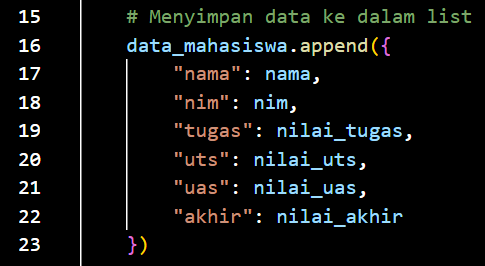 15 # Menyimpan data ke dalam list
16 data_mahasiswa.append({
17 "nama": nama,
18 "nim": nim,
19 "tugas": nilai_tugas,
20 "uts": nilai_uts,
21 "uas": nilai_uas,
22 "akhir": nilai_akhir
23 })